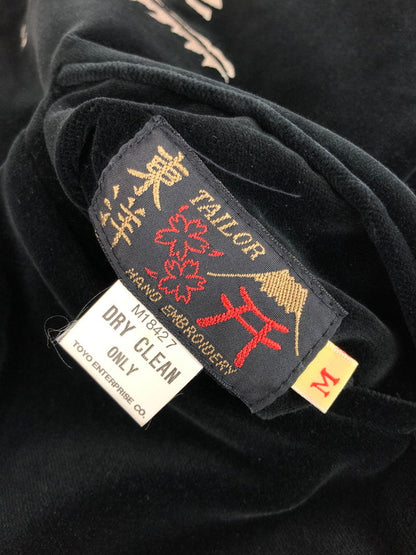 東洋
TAILOR
HAND EMBROIDERY
M18427
DRY CLEAN
ONLY
TOYO ENTERPRISE CO.
M